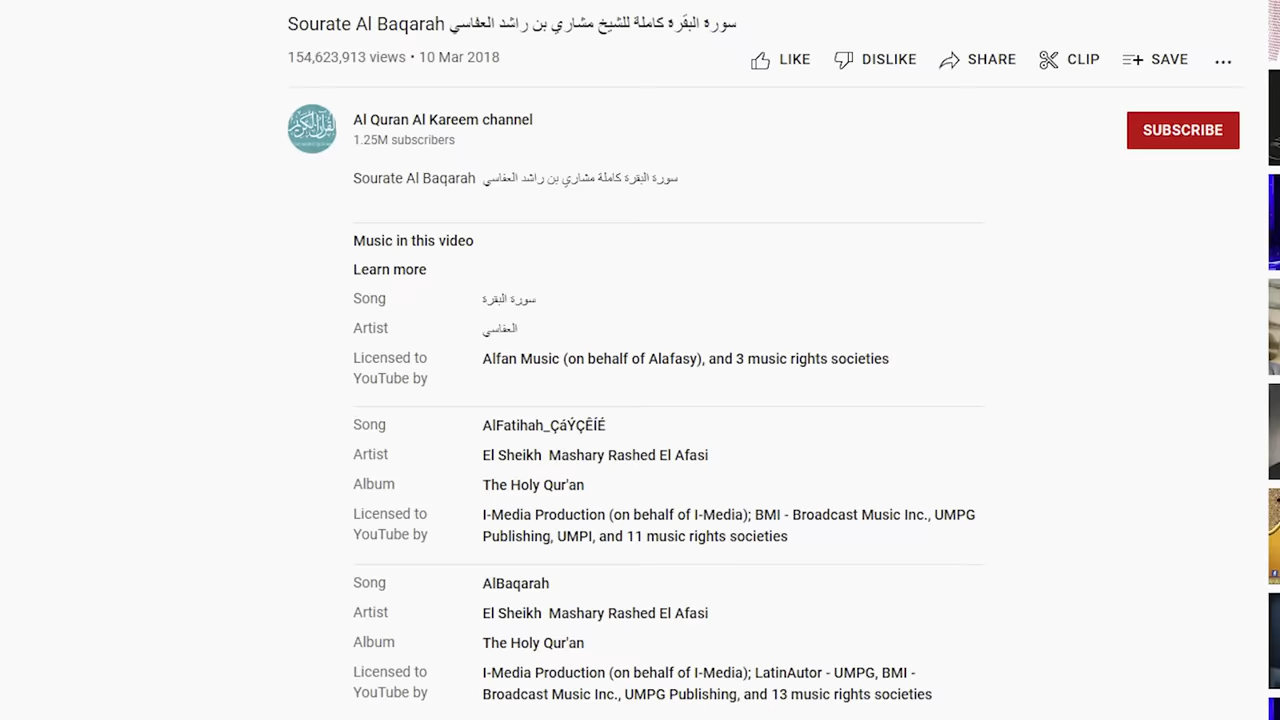 Sourate Al Baqarah سورة البقرة كاملة للشيخ مشاري بن راشد العفاسي
154,623,913 views • 10 Mar 2018
LIKE DISLIKE SHARE CLIP SAVE ...
Al Quran Al Kareem channel
1.25M subscribers
SUBSCRIBE
Sourate Al Baqarah سورة البقرة كاملة مشاري بن راشد العفاسي
Music in this video
Learn more
Song سورة البقرة
Artist العفاسي
Licensed to Alfan Music (on behalf of Alafasy), and 3 music rights societies
YouTube by
Song AlFatihah_ÇáÝÇÊÍÉ
Artist El Sheikh Mashary Rashed El Afasi
Album The Holy Qur'an
Licensed to I-Media Production (on behalf of I-Media); BMI - Broadcast Music Inc., UMPG
YouTube by Publishing, UMPI, and 11 music rights societies
Song AlBaqarah
Artist El Sheikh Mashary Rashed El Afasi
Album The Holy Qur'an
Licensed to I-Media Production (on behalf of I-Media); LatinAutor - UMPG, BMI -
YouTube by Broadcast Music Inc., UMPG Publishing, and 13 music rights societies